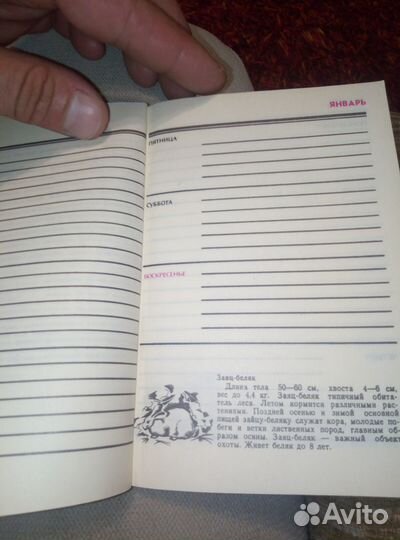 ЯНВАРЬ
ПЯТНИЦА
СУББОТА
ВОСКРЕСЕНЬЕ
Заяц-беляк
Длина тела 50—60 см, хвоста 4—6 см,
вес до 4,4 кг. Заяц-беляк типичный обита-
тель леса. Летом кормится различными рас-
тениями. Поздней осенью и зимой основной
пищей зайцу-беляку служат кора, молодые по-
беги и ветки лиственных пород, главным об-
разом осины. Заяц-беляк — важный объект
охоты. Живет до 8 лет.
Avito